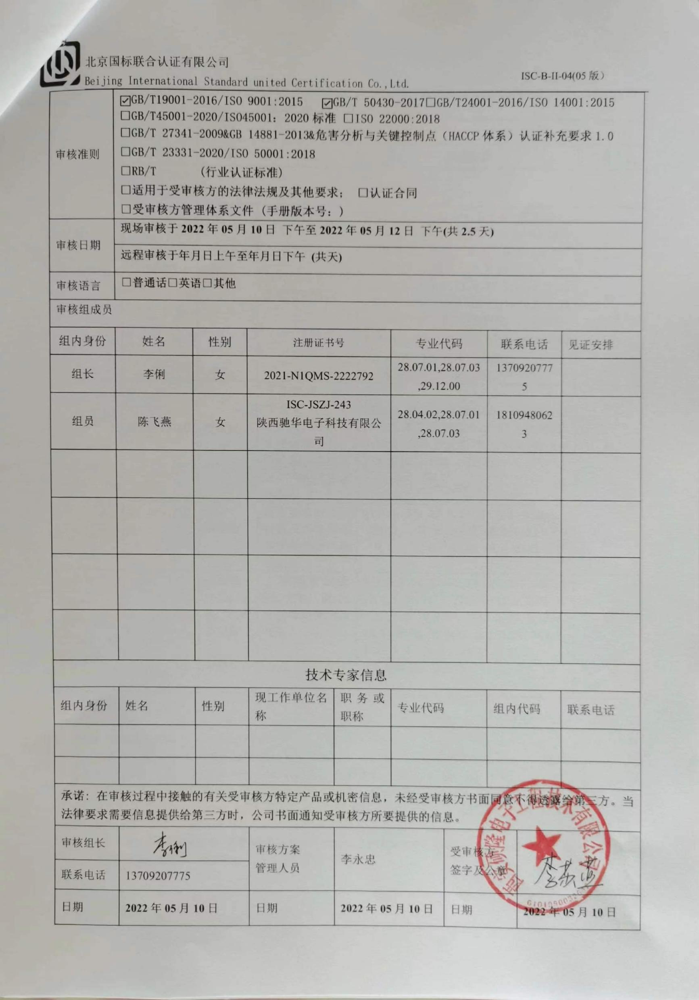 北京国标联合认证有限公司
Beijing International Standard united Certification Co.,Ltd.
ISC-B-II-04(05 版)
审核准则
☑GB/T19001-2016/ISO 9001:2015 ☑GB/T 50430-2017□GB/T24001-2016/ISO 14001:2015
□GB/T45001-2020/ISO45001：2020 标准 □ISO 22000:2018
□GB/T 27341-2009&GB 14881-2013&危害分析与关键控制点（HACCP 体系）认证补充要求 1.0
□GB/T 23331-2020/ISO 50001:2018
□RB/T （行业认证标准）
□适用于受审核方的法律法规及其他要求； □认证合同
□受审核方管理体系文件（手册版本号：）
审核日期
现场审核于 2022 年 05 月 10 日 下午至 2022 年 05 月 12 日 下午(共 2.5 天)
远程审核于年月日上午至年月日下午 (共天)
审核语言
□普通话□英语□其他
审核组成员
组内身份 姓名 性别 注册证书号 专业代码 联系电话 见证安排
组长 李俐 女 2021-N1QMS-2222792 28.07.01,28.07.03 1370920777
,29.12.00 5
ISC-JSZJ-243
组员 陈飞燕 女 陕西驰华电子科技有限公 28.04.02,28.07.01 1810948062
司 ,28.07.03 3
技术专家信息
组内身份 姓名 性别 现工作单位名 职务或 专业代码 组内代码 联系电话
称 职称
承诺：在审核过程中接触的有关受审核方特定产品或机密信息，未经受审核方书面同意不得透露给第三方。当
法律要求需要信息提供给第三方时，公司书面通知受审核方所要提供的信息。
审核组长 李俐
审核方案
管理人员
李永忠
受审核方
签字及公章
联系电话 13709207775
西安硕隆电子工程技术有限公司
日期 2022 年 05 月 10 日 日期 2022 年 05 月 10 日 日期 2022 年 05 月 10 日